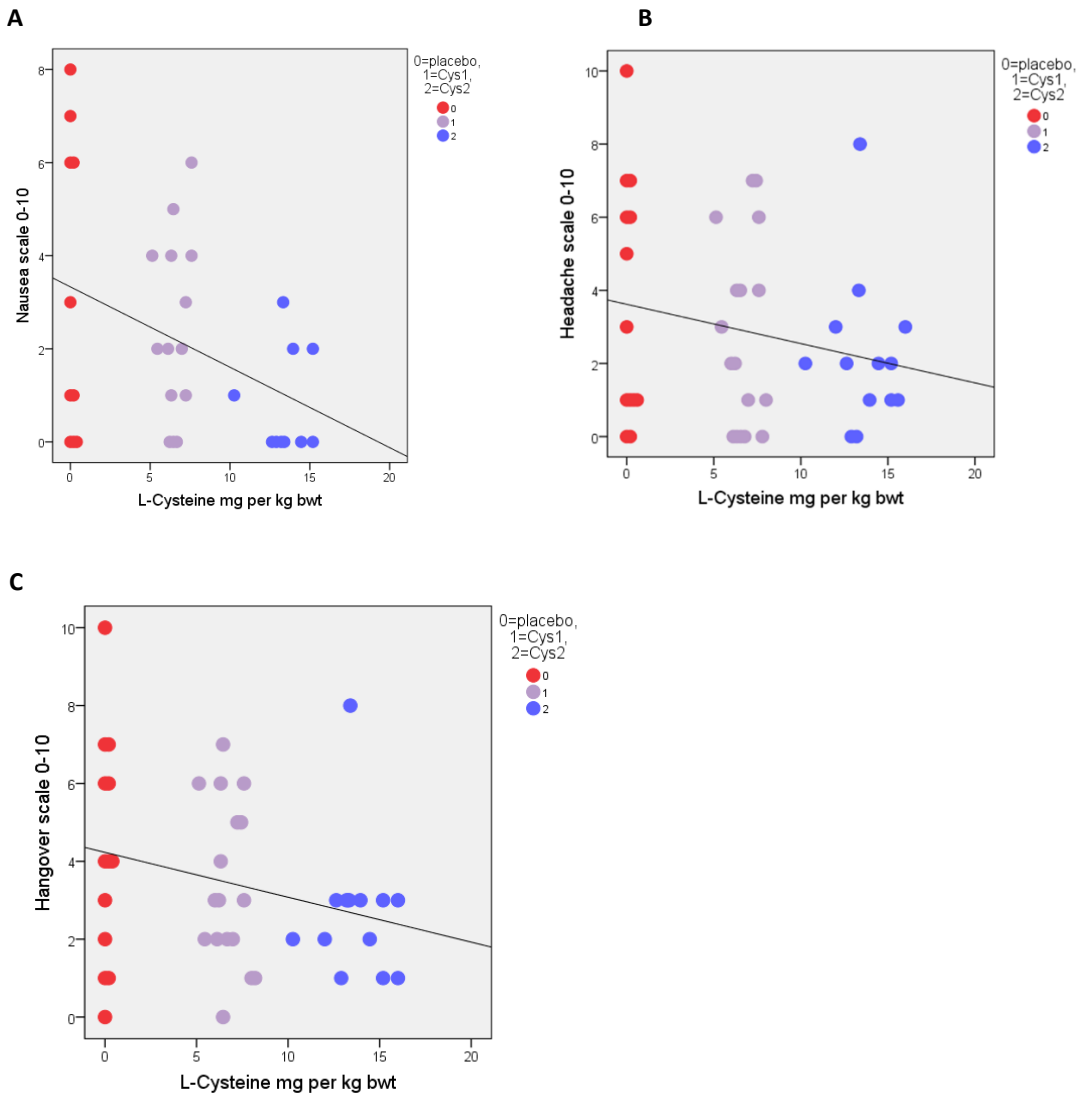 A
0=placebo,
1=Cys1,
2=Cys2
0
1
2
8
6
4
2
0
Nausea scale 0-10
0
5
10
15
20
L-Cysteine mg per kg bwt
B
0=placebo,
1=Cys1,
2=Cys2
0
1
2
10
8
6
4
2
0
Headache scale 0-10
0
5
10
15
20
L-Cysteine mg per kg bwt
C
0=placebo,
1=Cys1,
2=Cys2
0
1
2
10
8
6
4
2
0
Hangover scale 0-10
0
5
10
15
20
L-Cysteine mg per kg bwt